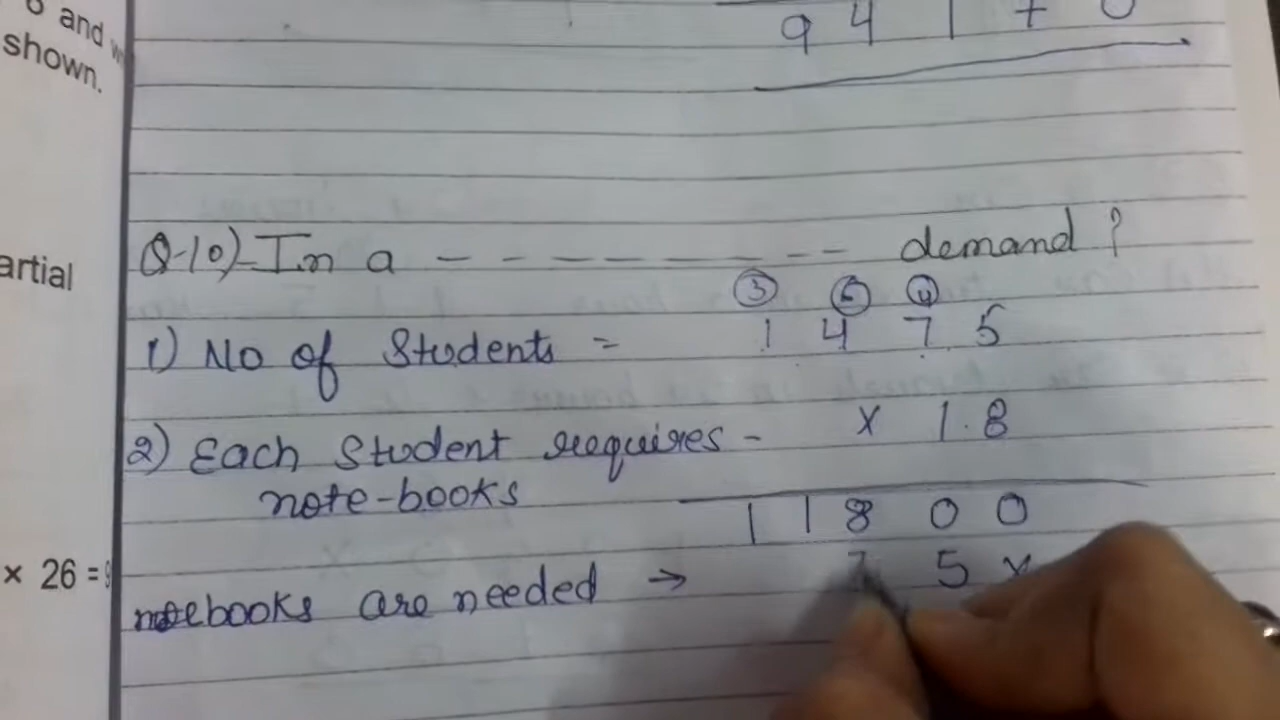 and
shown.
artial
× 26 =
9 4 1 7 0
Q-10) In a - - - - - - - - - demand ?
③ ⑥ ④
1) No of Students = 1 4 7 5
2) Each Student requires - × 1 8
note-books
1 1 8 0 0
notebooks are needed → 7 5 ×